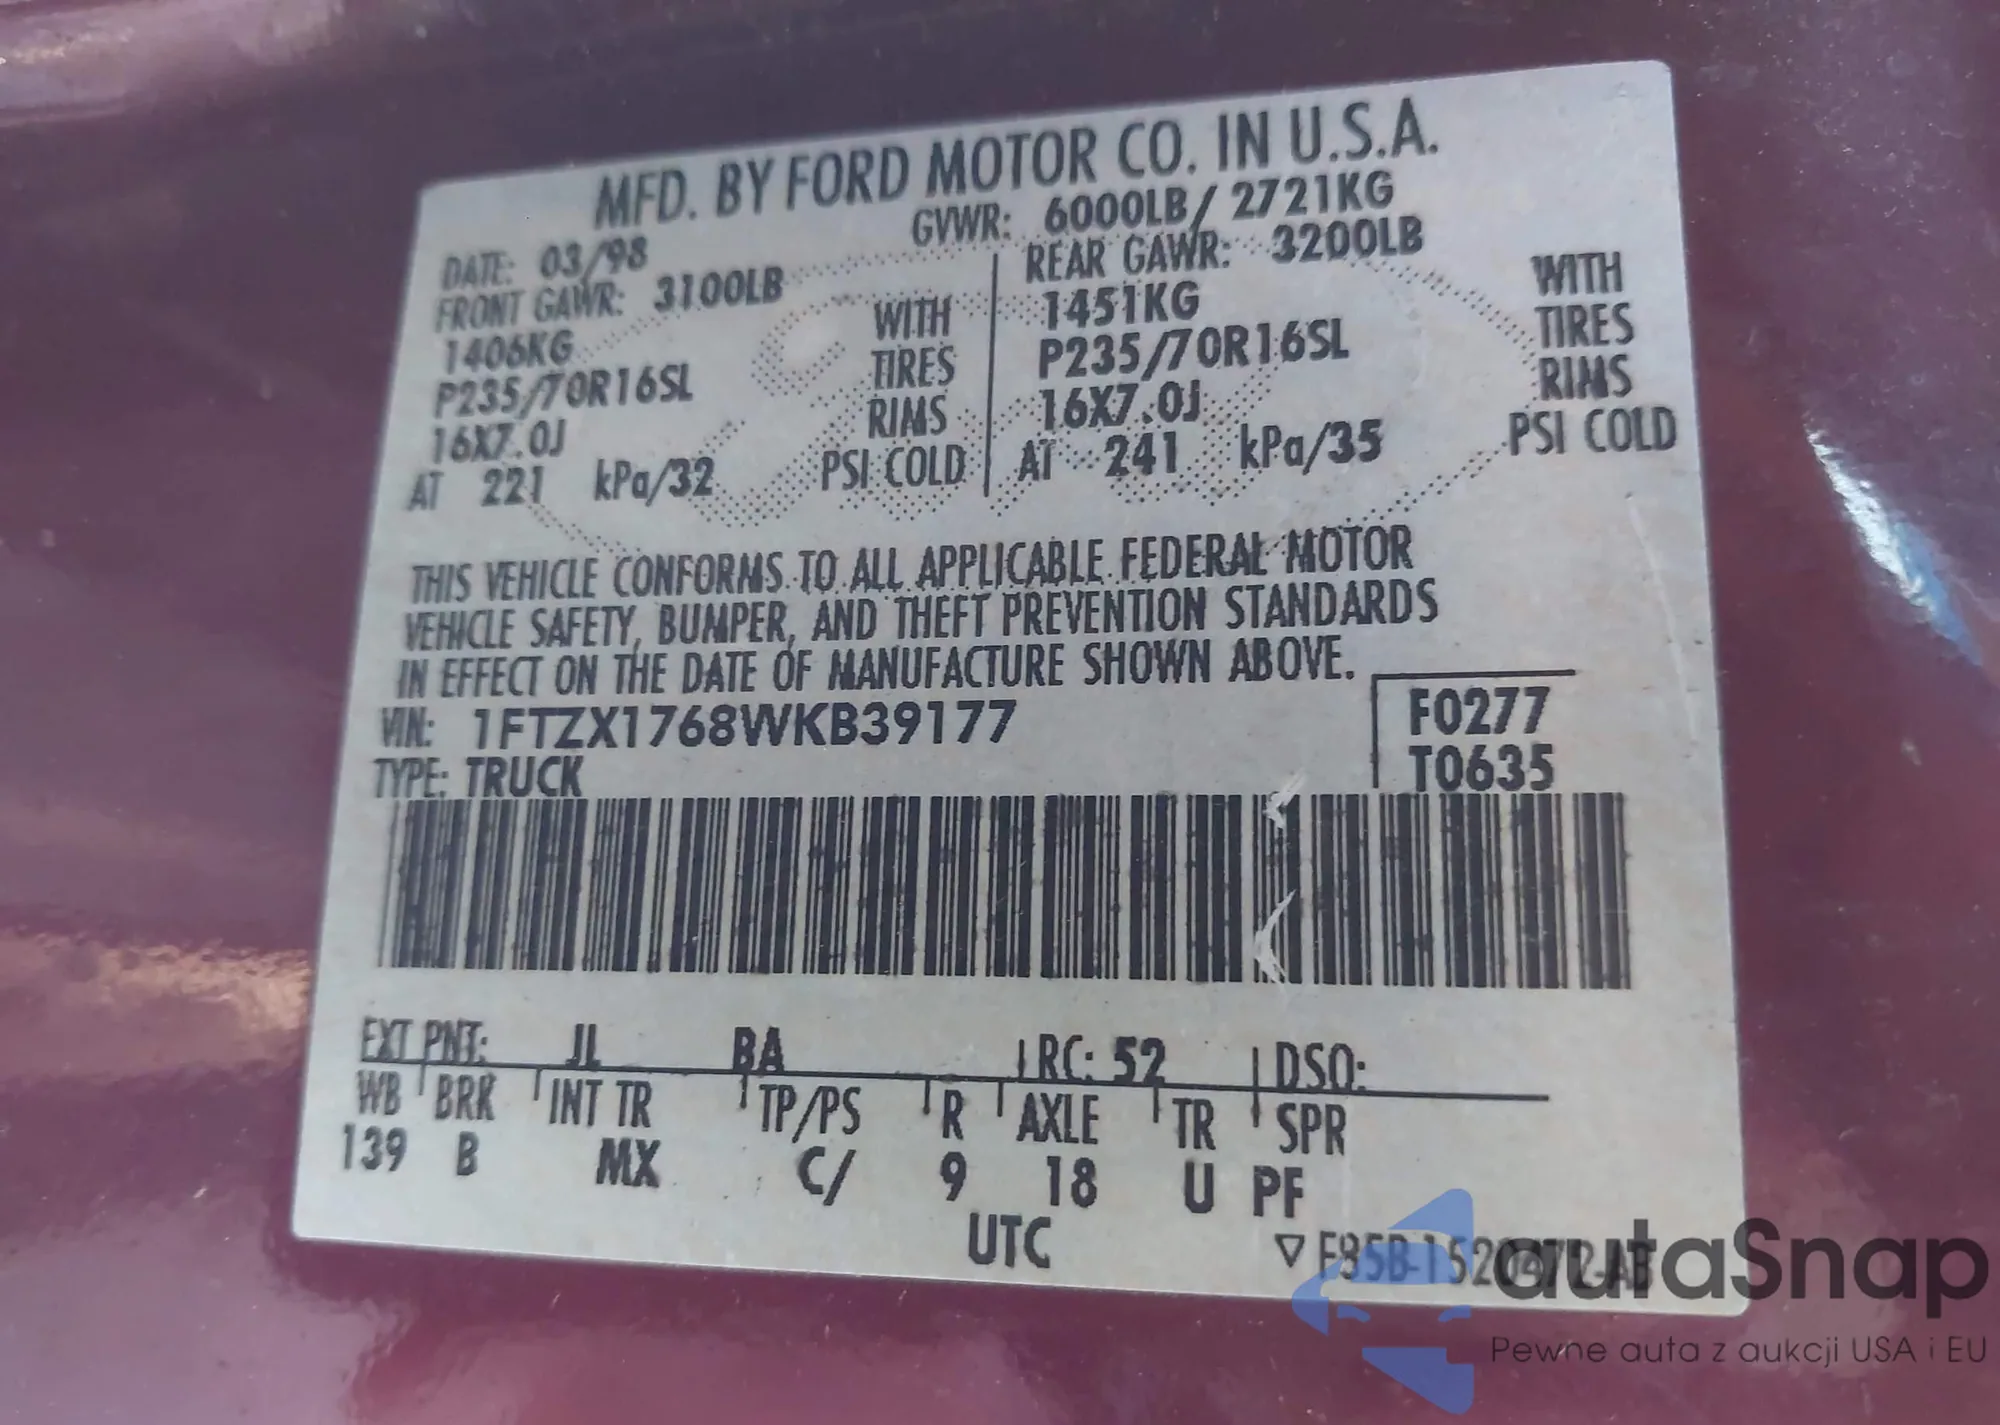 MFD. BY FORD MOTOR CO. IN U.S.A.
DATE: 03/98 GVWR: 6000LB/ 2721KG
FRONT GAWR: 3100LB REAR GAWR: 3200LB
1406KG WITH 1451KG WITH
P235/70R16SL TIRES P235/70R16SL TIRES
16X7.0J RIMS 16X7.0J RIMS
AT 221 kPa/32 PSI COLD AT 241 kPa/35 PSI COLD
THIS VEHICLE CONFORMS TO ALL APPLICABLE FEDERAL MOTOR
VEHICLE SAFETY, BUMPER, AND THEFT PREVENTION STANDARDS
IN EFFECT ON THE DATE OF MANUFACTURE SHOWN ABOVE.
VIN: 1FTZX1768WKB39177 F0277
TYPE: TRUCK T0635
EXT PNT: JL BA RC: 52 DSO:
WB BRK INT TR TP/PS R AXLE TR SPR
139 B MX C/ 9 18 U PF
UTC
▽ F85B-1520472-AB
autaSnap
Pewne auta z aukcji USA i EU